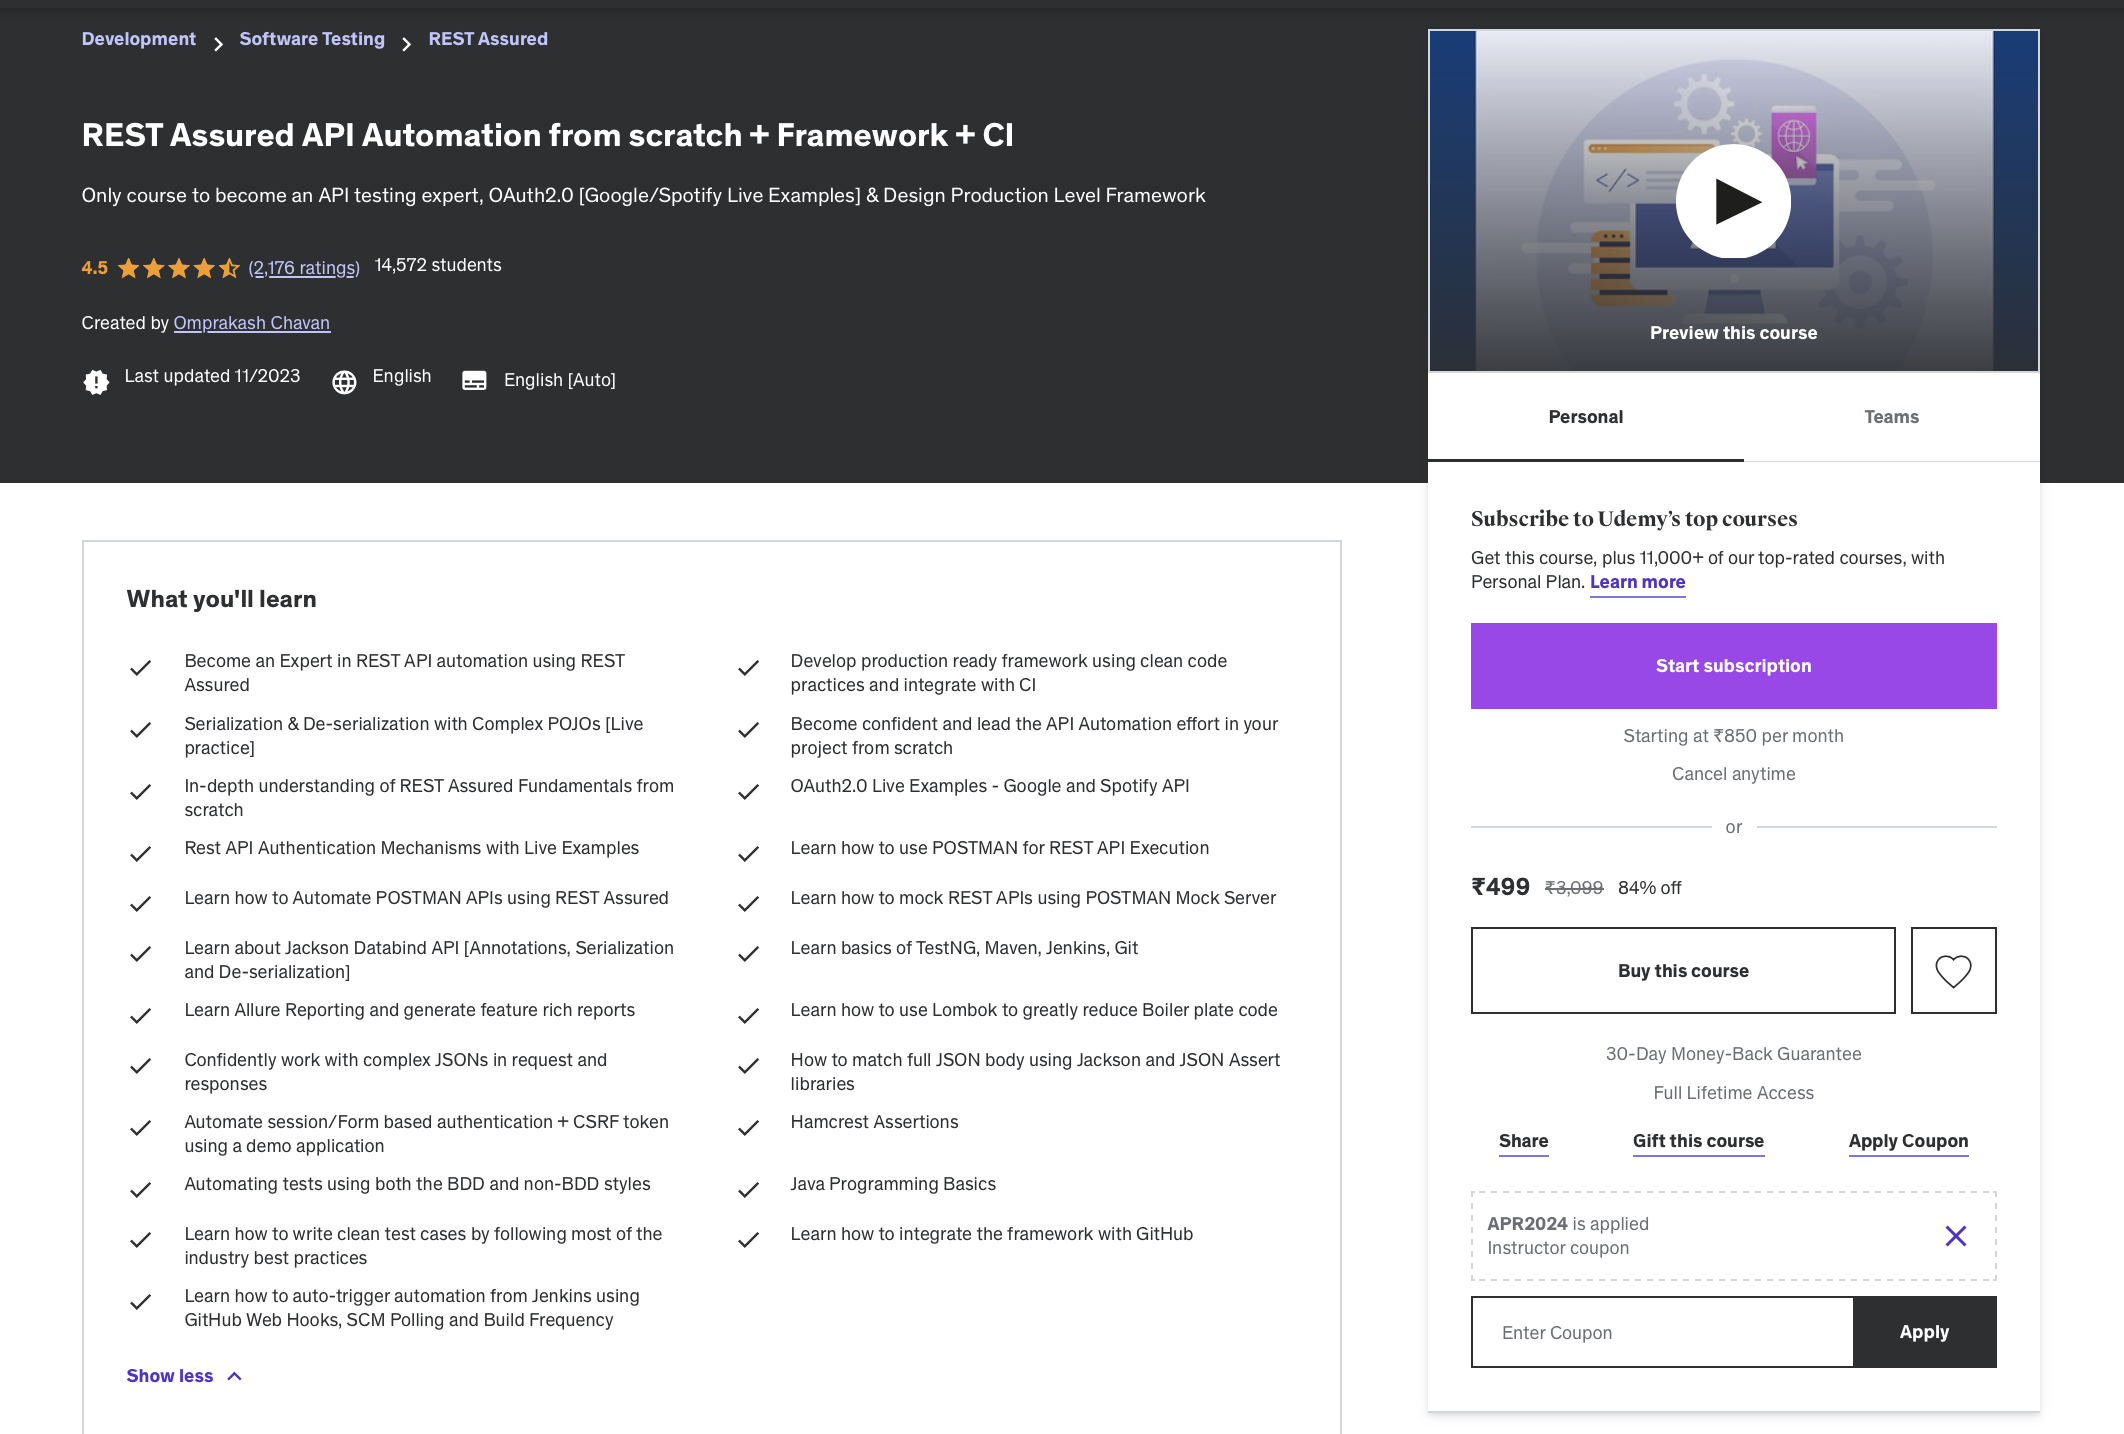 Development > Software Testing > REST Assured
REST Assured API Automation from scratch + Framework + CI
Only course to become an API testing expert, OAuth2.0 [Google/Spotify Live Examples] & Design Production Level Framework
4.5 (2,176 ratings) 14,572 students
Created by Omprakash Chavan
Last updated 11/2023 English English [Auto]
What you'll learn
Become an Expert in REST API automation using REST
Assured
Serialization & De-serialization with Complex POJOs [Live
practice]
In-depth understanding of REST Assured Fundamentals from
scratch
Rest API Authentication Mechanisms with Live Examples
Learn how to Automate POSTMAN APIs using REST Assured
Learn about Jackson Databind API [Annotations, Serialization
and De-serialization]
Learn Allure Reporting and generate feature rich reports
Confidently work with complex JSONs in request and
responses
Automate session/Form based authentication + CSRF token
using a demo application
Automating tests using both the BDD and non-BDD styles
Learn how to write clean test cases by following most of the
industry best practices
Learn how to auto-trigger automation from Jenkins using
GitHub Web Hooks, SCM Polling and Build Frequency
Develop production ready framework using clean code
practices and integrate with CI
Become confident and lead the API Automation effort in your
project from scratch
OAuth2.0 Live Examples - Google and Spotify API
Learn how to use POSTMAN for REST API Execution
Learn how to mock REST APIs using POSTMAN Mock Server
Learn basics of TestNG, Maven, Jenkins, Git
Learn how to use Lombok to greatly reduce Boiler plate code
How to match full JSON body using Jackson and JSON Assert
libraries
Hamcrest Assertions
Java Programming Basics
Learn how to integrate the framework with GitHub
Show less
</>
Preview this course
Personal Teams
Subscribe to Udemy’s top courses
Get this course, plus 11,000+ of our top-rated courses, with
Personal Plan. Learn more
Start subscription
Starting at ₹850 per month
Cancel anytime
or
₹499 ₹3,099 84% off
Buy this course
30-Day Money-Back Guarantee
Full Lifetime Access
Share Gift this course Apply Coupon
APR2024 is applied
Instructor coupon
Enter Coupon Apply